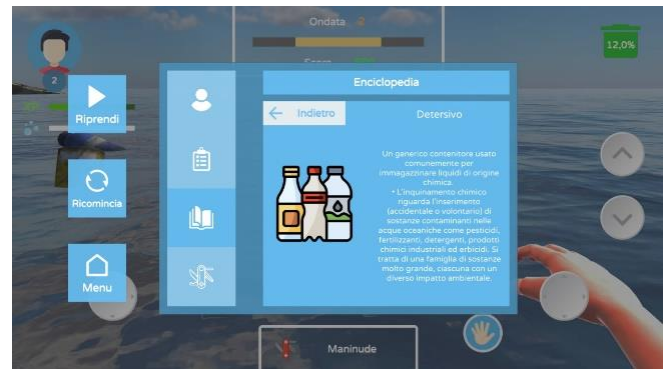 Ondata 2
12,0%
2
Riprendi
Ricomincia
Menu
Enciclopedia
Indietro
Detersivo
Un generico contenitore usato
comunemente per
immagazzinare liquidi di origine
chimica.
• L'inquinamento chimico
riguarda l'inserimento
(accidentale o volontario) di
sostanze contaminanti nelle
acque oceaniche come pesticidi,
fertilizzanti, detergenti, prodotti
chimici industriali ed erbicidi. Si
tratta di una famiglia di sostanze
molto grande, ciascuna con un
diverso impatto ambientale.
Maninude